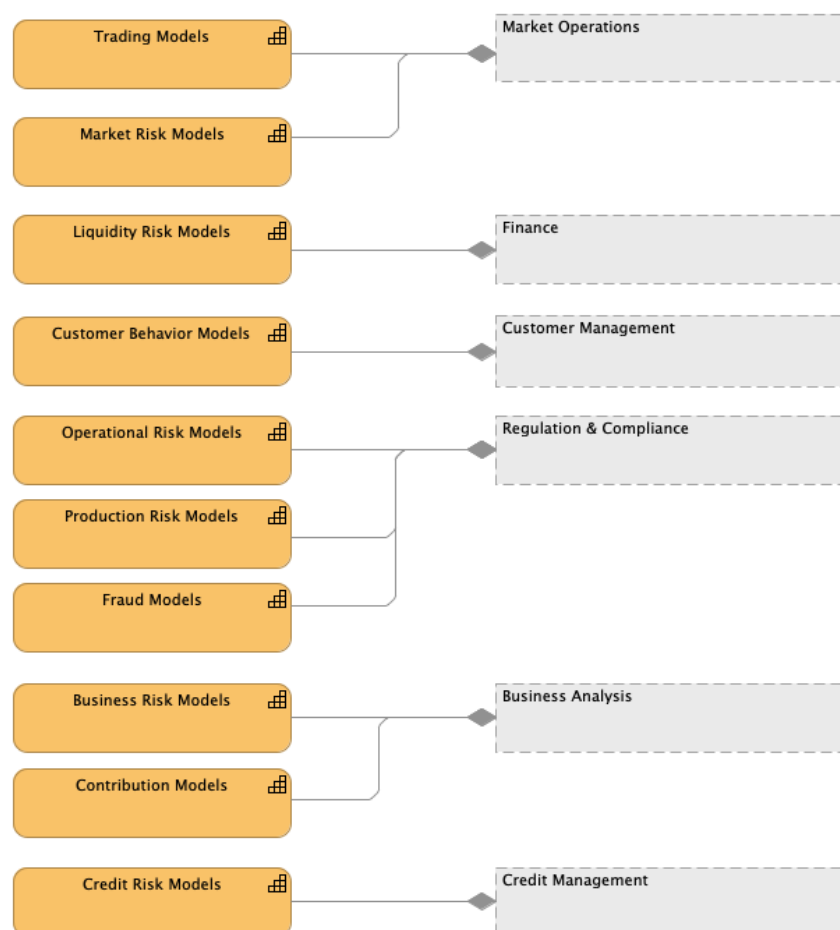 Trading Models
Market Operations
Market Risk Models
Liquidity Risk Models
Finance
Customer Behavior Models
Customer Management
Operational Risk Models
Regulation & Compliance
Production Risk Models
Fraud Models
Business Risk Models
Business Analysis
Contribution Models
Credit Risk Models
Credit Management